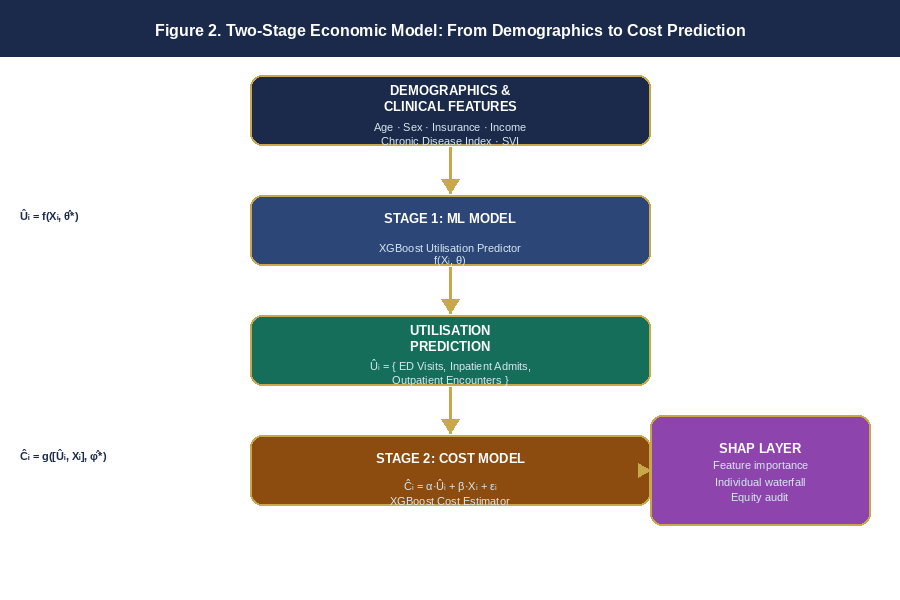 Figure 2. Two-Stage Economic Model: From Demographics to Cost Prediction
DEMOGRAPHICS &
CLINICAL FEATURES
Age · Sex · Insurance · Income
Chronic Disease Index · SVI
Ûᵢ = f(Xᵢ, θ̂*)
STAGE 1: ML MODEL
XGBoost Utilisation Predictor
f(Xᵢ, θ)
UTILISATION
PREDICTION
Ûᵢ = { ED Visits, Inpatient Admits,
Outpatient Encounters }
Ĉᵢ = g([Ûᵢ, Xᵢ], φ̂*)
STAGE 2: COST MODEL
Ĉᵢ = α·Ûᵢ + β·Xᵢ + εᵢ
XGBoost Cost Estimator
SHAP LAYER
Feature importance
Individual waterfall
Equity audit